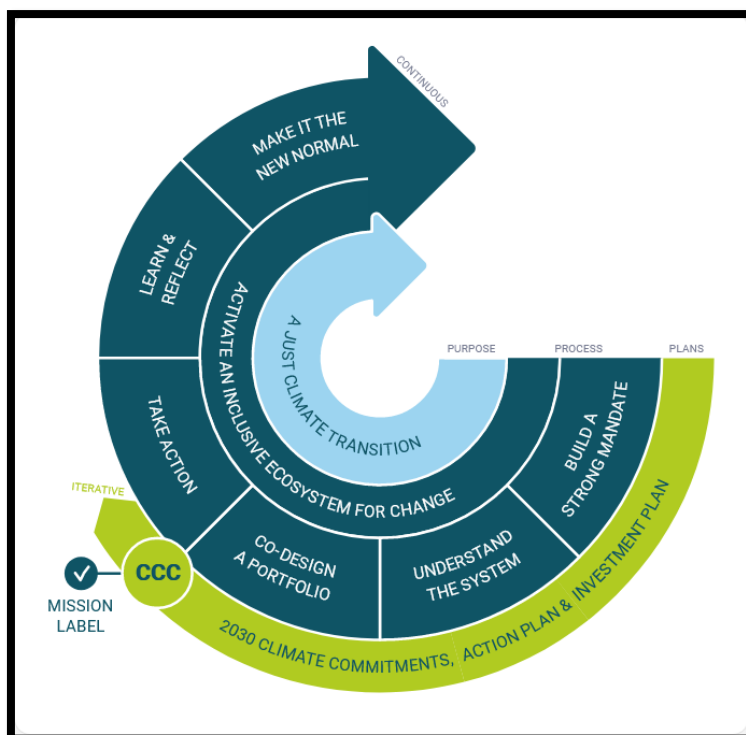 CONTINUOUS
MAKE IT THE
NEW NORMAL
LEARN &
REFLECT
ACTIVATE AN INCLUSIVE ECOSYSTEM FOR CHANGE
A JUST CLIMATE TRANSITION
PURPOSE
PROCESS
PLANS
BUILD A
STRONG MANDATE
TAKE ACTION
ITERATIVE
CO-DESIGN
A PORTFOLIO
UNDERSTAND
THE SYSTEM
CCC
MISSION
LABEL
2030 CLIMATE COMMITMENTS, ACTION PLAN & INVESTMENT PLAN